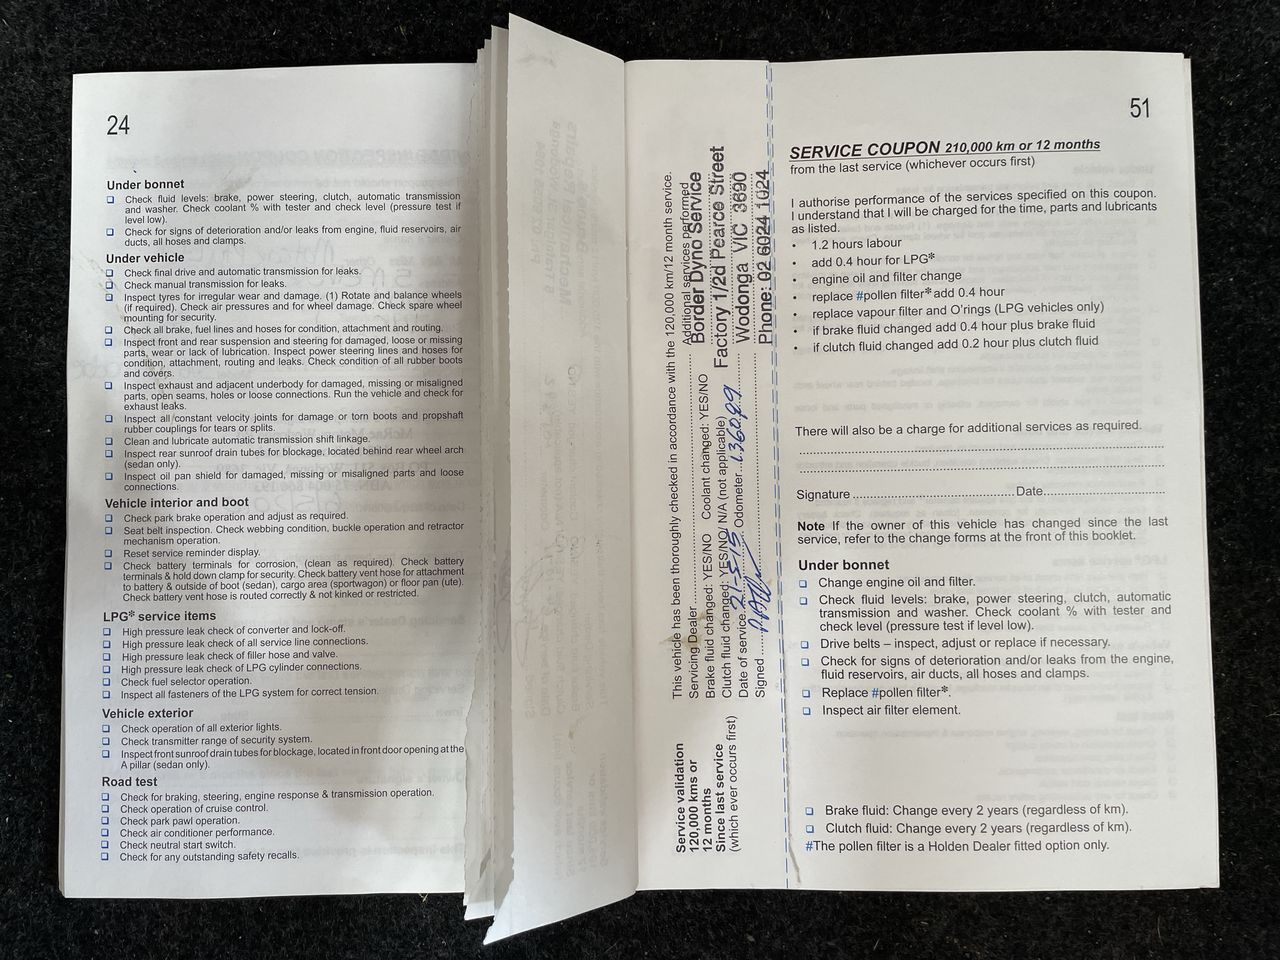 24
Under bonnet
❑ Check fluid levels: brake, power steering, clutch, automatic transmission
and washer. Check coolant % with tester and check level (pressure test if
level low).
❑ Check for signs of deterioration and/or leaks from engine, fluid reservoirs, air
ducts, all hoses and clamps.
Under vehicle
❑ Check final drive and automatic transmission for leaks.
❑ Check manual transmission for leaks.
❑ Inspect tyres for irregular wear and damage. (1) Rotate and balance wheels
(if required). Check air pressures and for wheel damage. Check spare wheel
mounting for security.
❑ Check all brake, fuel lines and hoses for condition, attachment and routing.
❑ Inspect front and rear suspension and steering for damaged, loose or missing
parts, wear or lack of lubrication. Inspect power steering lines and hoses for
condition, attachment, routing and leaks. Check condition of all rubber boots
and covers.
❑ Inspect exhaust and adjacent underbody for damaged, missing or misaligned
parts, open seams, holes or loose connections. Run the vehicle and check for
exhaust leaks.
❑ Inspect all constant velocity joints for damage or torn boots and propshaft
rubber couplings for tears or splits.
❑ Clean and lubricate automatic transmission shift linkage.
❑ Inspect rear sunroof drain tubes for blockage, located behind rear wheel arch
(sedan only).
❑ Inspect oil pan shield for damaged, missing or misaligned parts and loose
connections.
Vehicle interior and boot
❑ Check park brake operation and adjust as required.
❑ Seat belt inspection. Check webbing condition, buckle operation and retractor
mechanism operation.
❑ Reset service reminder display.
❑ Check battery terminals for corrosion, (clean as required). Check battery
terminals & hold down clamp for security. Check battery vent hose for attachment
to battery & outside of boot (sedan), cargo area (sportwagon) or floor pan (ute).
Check battery vent hose is routed correctly & not kinked or restricted.
LPG* service items
❑ High pressure leak check of converter and lock-off.
❑ High pressure leak check of all service line connections.
❑ High pressure leak check of filler hose and valve.
❑ High pressure leak check of LPG cylinder connections.
❑ Check fuel selector operation.
❑ Inspect all fasteners of the LPG system for correct tension.
Vehicle exterior
❑ Check operation of all exterior lights.
❑ Check transmitter range of security system.
❑ Inspect front sunroof drain tubes for blockage, located in front door opening at the
A pillar (sedan only).
Road test
❑ Check for braking, steering, engine response & transmission operation.
❑ Check operation of cruise control.
❑ Check park pawl operation.
❑ Check air conditioner performance.
❑ Check neutral start switch.
❑ Check for any outstanding safety recalls.
Service validation
120,000 kms or
12 months
Since last service
(which ever occurs first)
This vehicle has been thoroughly checked in accordance with the 120,000 km/12 month service.
Servicing Dealer Additional services performed
Brake fluid changed: YES/NO Coolant changed: YES/NO
Clutch fluid changed: YES/NO/ N/A (not applicable)
Date of service 21-5-15 Odometer 136089
Signed
Border Dyno Service
Factory 1/2d Pearce Street
Wodonga VIC 3690
Phone: 02 6024 1024
51
SERVICE COUPON 210,000 km or 12 months
from the last service (whichever occurs first)
I authorise performance of the services specified on this coupon.
I understand that I will be charged for the time, parts and lubricants
as listed.
• 1.2 hours labour
• add 0.4 hour for LPG*
• engine oil and filter change
• replace #pollen filter* add 0.4 hour
• replace vapour filter and O'rings (LPG vehicles only)
• if brake fluid changed add 0.4 hour plus brake fluid
• if clutch fluid changed add 0.2 hour plus clutch fluid
There will also be a charge for additional services as required.
Signature Date
Note If the owner of this vehicle has changed since the last
service, refer to the change forms at the front of this booklet.
Under bonnet
❑ Change engine oil and filter.
❑ Check fluid levels: brake, power steering, clutch, automatic
transmission and washer. Check coolant % with tester and
check level (pressure test if level low).
❑ Drive belts – inspect, adjust or replace if necessary.
❑ Check for signs of deterioration and/or leaks from the engine,
fluid reservoirs, air ducts, all hoses and clamps.
❑ Replace #pollen filter*.
❑ Inspect air filter element.
❑ Brake fluid: Change every 2 years (regardless of km).
❑ Clutch fluid: Change every 2 years (regardless of km).
#The pollen filter is a Holden Dealer fitted option only.